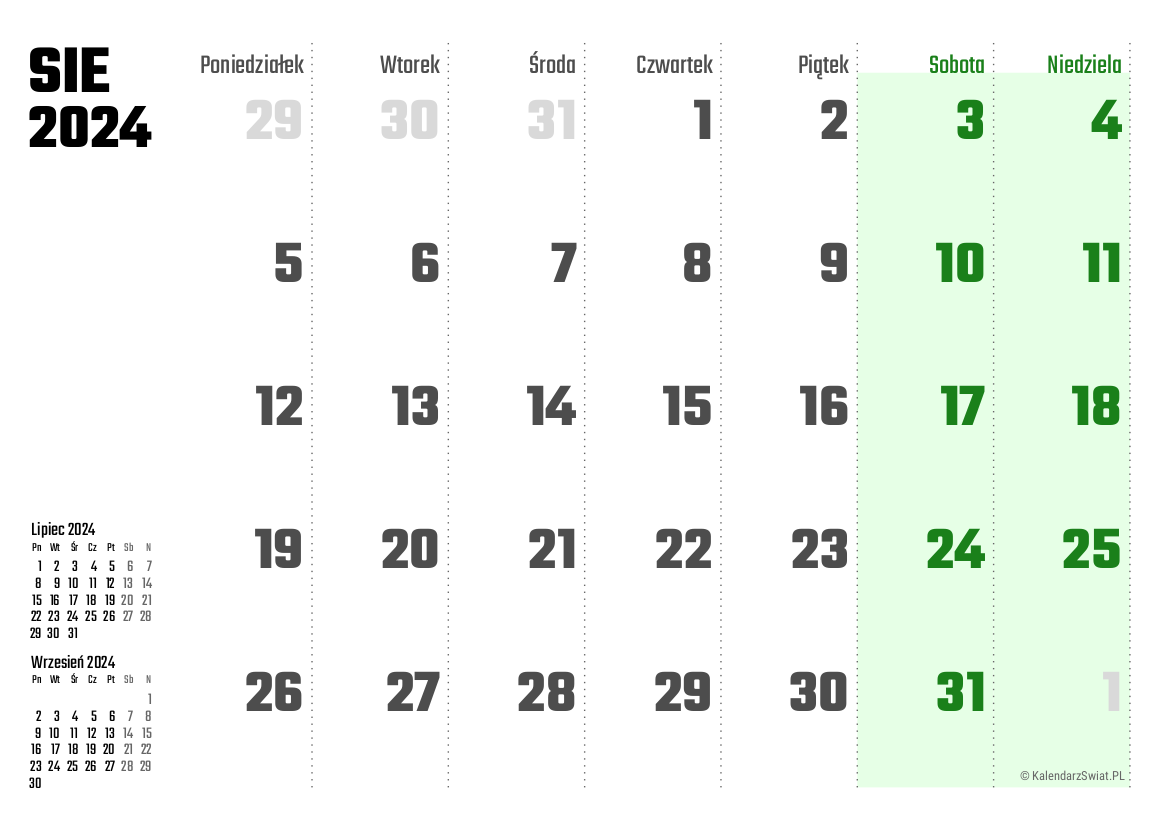 SIE
2024
Poniedziałek Wtorek Środa Czwartek Piątek Sobota Niedziela
29 30 31 1 2 3 4
5 6 7 8 9 10 11
12 13 14 15 16 17 18
19 20 21 22 23 24 25
26 27 28 29 30 31 1
Lipiec 2024
Pn Wt Śr Cz Pt Sb N
1 2 3 4 5 6 7
8 9 10 11 12 13 14
15 16 17 18 19 20 21
22 23 24 25 26 27 28
29 30 31
Wrzesień 2024
Pn Wt Śr Cz Pt Sb N
1
2 3 4 5 6 7 8
9 10 11 12 13 14 15
16 17 18 19 20 21 22
23 24 25 26 27 28 29
30
© KalendarzSwiat.PL